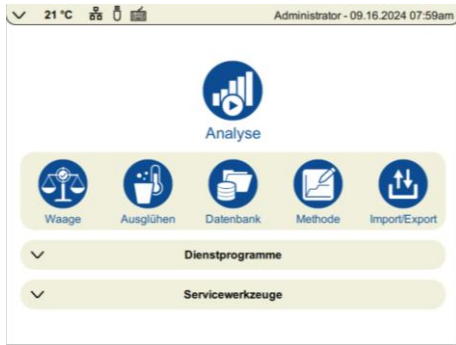 21 °C Administrator - 09.16.2024 07:59am
Analyse
Waage Ausglühen Datenbank Methode Import/Export
Dienstprogramme
Servicewerkzeuge